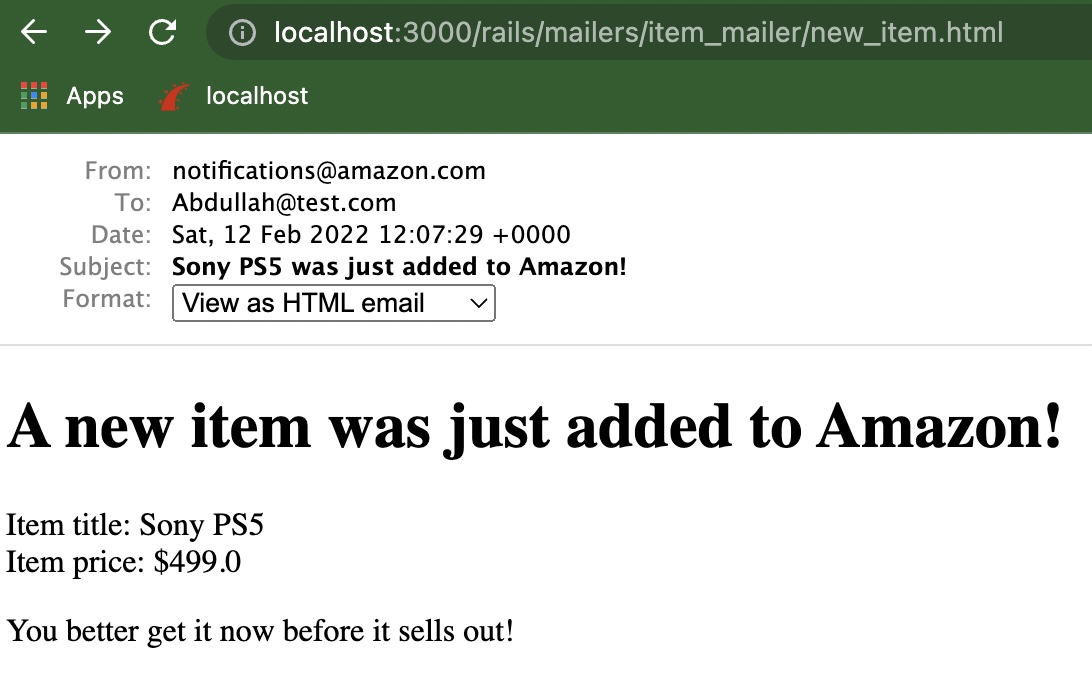 localhost:3000/rails/mailers/item_mailer/new_item.html
Apps localhost
From: notifications@amazon.com
To: Abdullah@test.com
Date: Sat, 12 Feb 2022 12:07:29 +0000
Subject: Sony PS5 was just added to Amazon!
Format: View as HTML email
A new item was just added to Amazon!
Item title: Sony PS5
Item price: $499.0
You better get it now before it sells out!